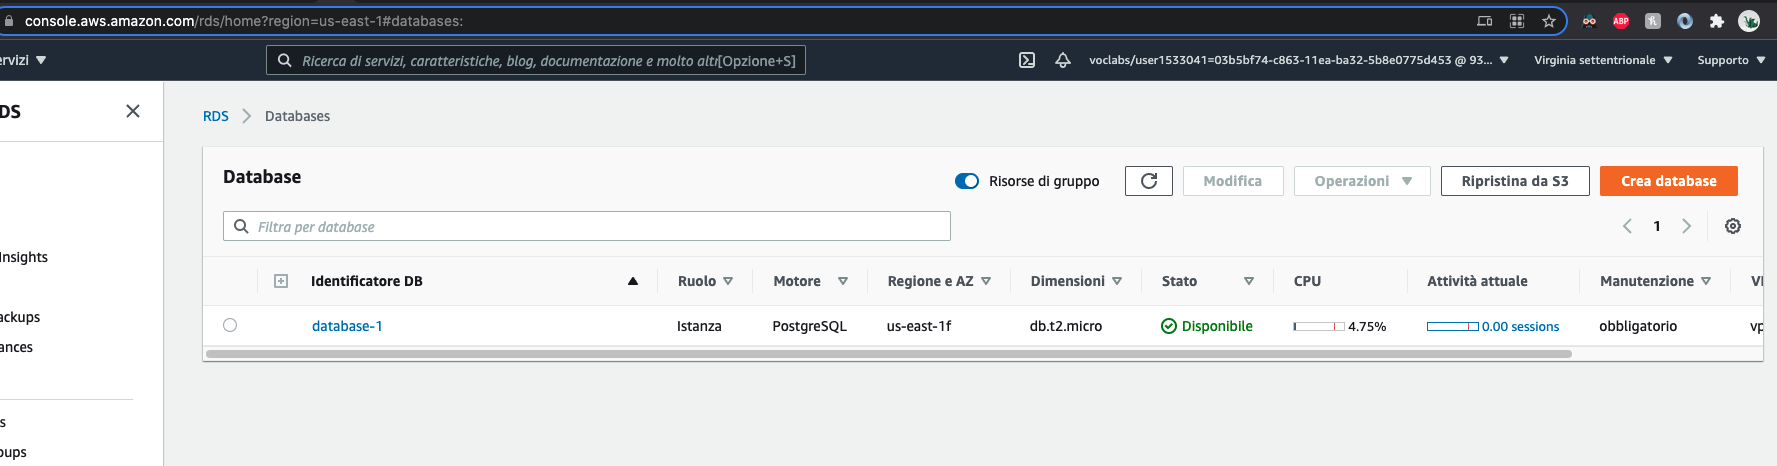 console.aws.amazon.com/rds/home?region=us-east-1#databases:
ABP
ervizi
Ricerca di servizi, caratteristiche, blog, documentazione e molto altr[Opzione+S]
voclabs/user1533041=03b5bf74-c863-11ea-ba32-5b8e0775d453 @ 93...
Virginia settentrionale
Supporto
DS
RDS
Databases
Database
Risorse di gruppo
Modifica
Operazioni
Ripristina da S3
Crea database
Filtra per database
1
Insights
ackups
ances
s
oups
Identificatore DB Ruolo Motore Regione e AZ Dimensioni Stato CPU Attività attuale Manutenzione VI
database-1 Istanza PostgreSQL us-east-1f db.t2.micro Disponibile 4.75% 0.00 sessions obbligatorio vp